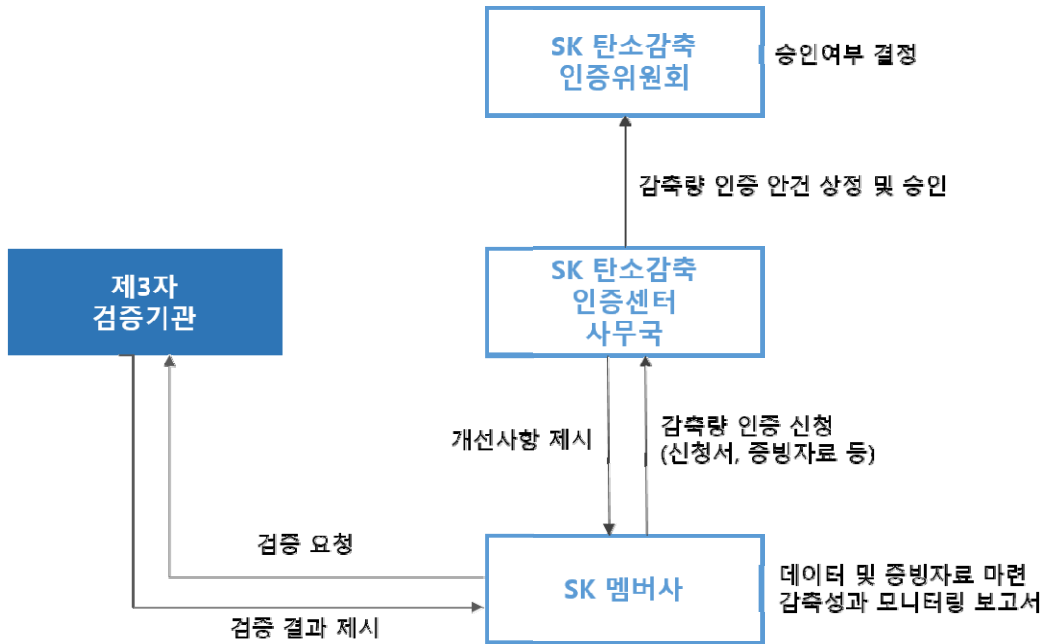 SK 탄소감축
인증위원회
승인여부 결정
감축량 인증 안건 상정 및 승인
제3자
검증기관
SK 탄소감축
인증센터
사무국
개선사항 제시
감축량 인증 신청
(신청서, 증빙자료 등)
검증 요청
SK 멤버사
데이터 및 증빙자료 마련
감축성과 모니터링 보고서
검증 결과 제시